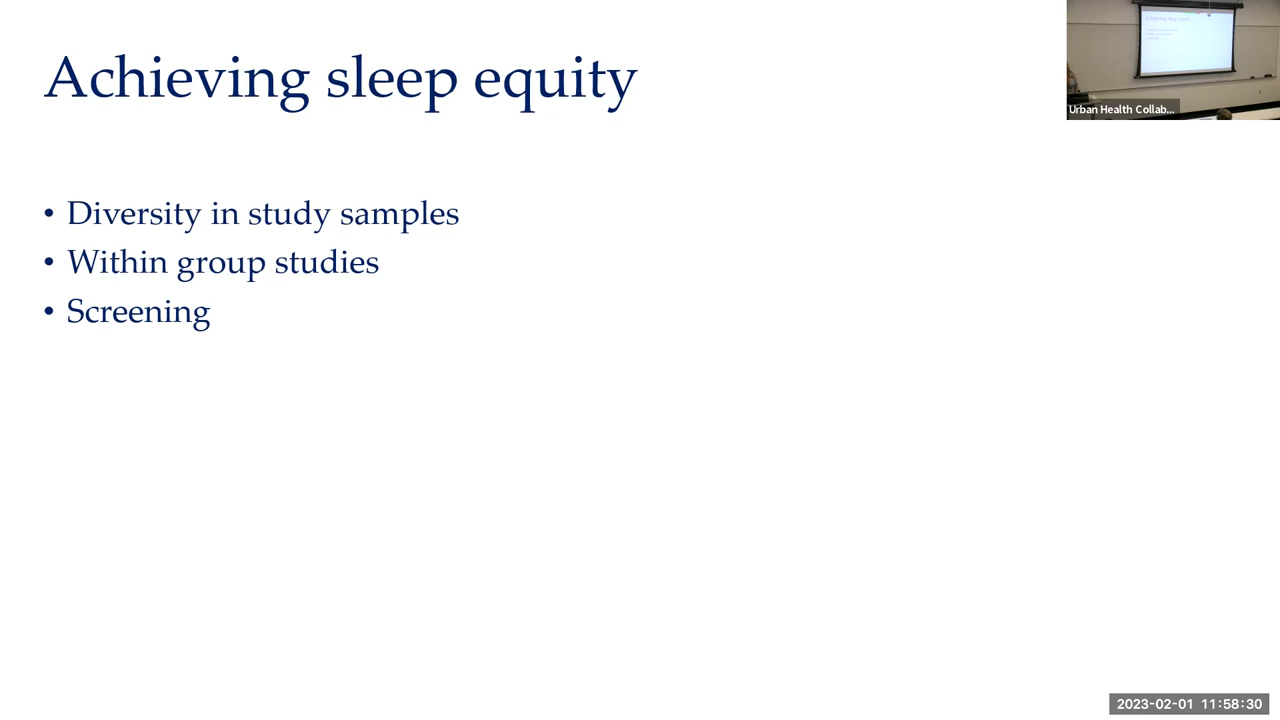 Achieving sleep equity
• Diversity in study samples
• Within group studies
• Screening
Urban Health Collab...
2023-02-01 11:58:30